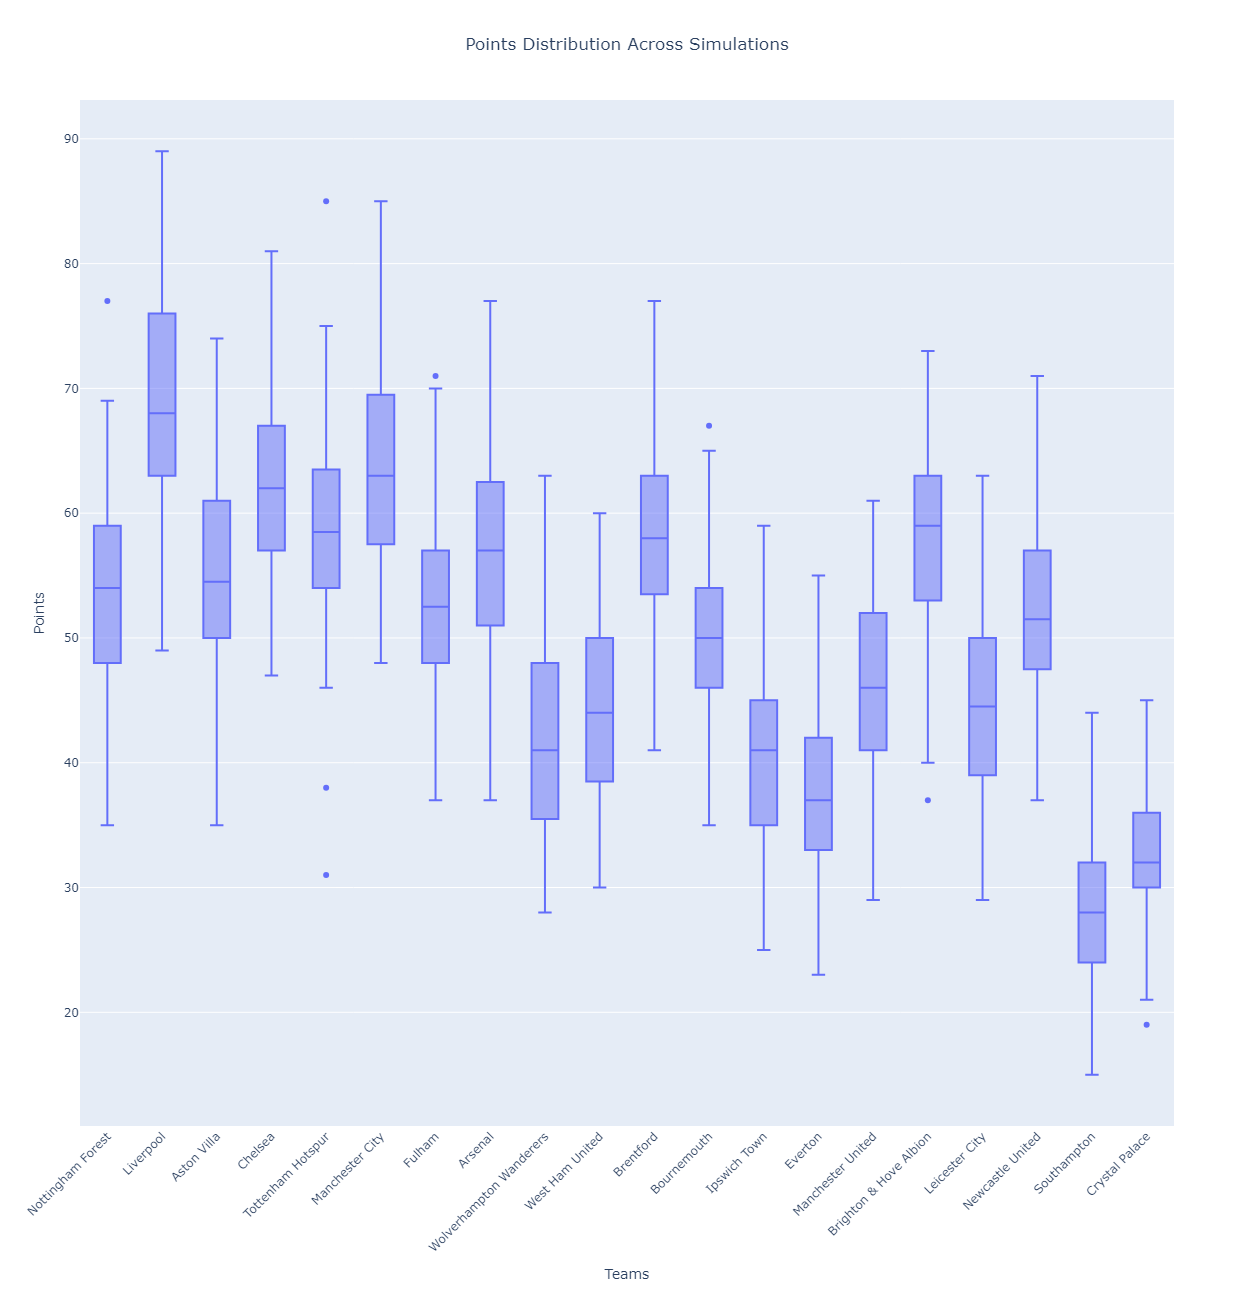 Points Distribution Across Simulations
90
80
70
60
50
40
30
20
Points
Nottingham Forest
Liverpool
Aston Villa
Chelsea
Tottenham Hotspur
Manchester City
Fulham
Arsenal
Wolverhampton Wanderers
West Ham United
Brentford
Bournemouth
Ipswich Town
Everton
Manchester United
Brighton & Hove Albion
Leicester City
Newcastle United
Southampton
Crystal Palace
Teams